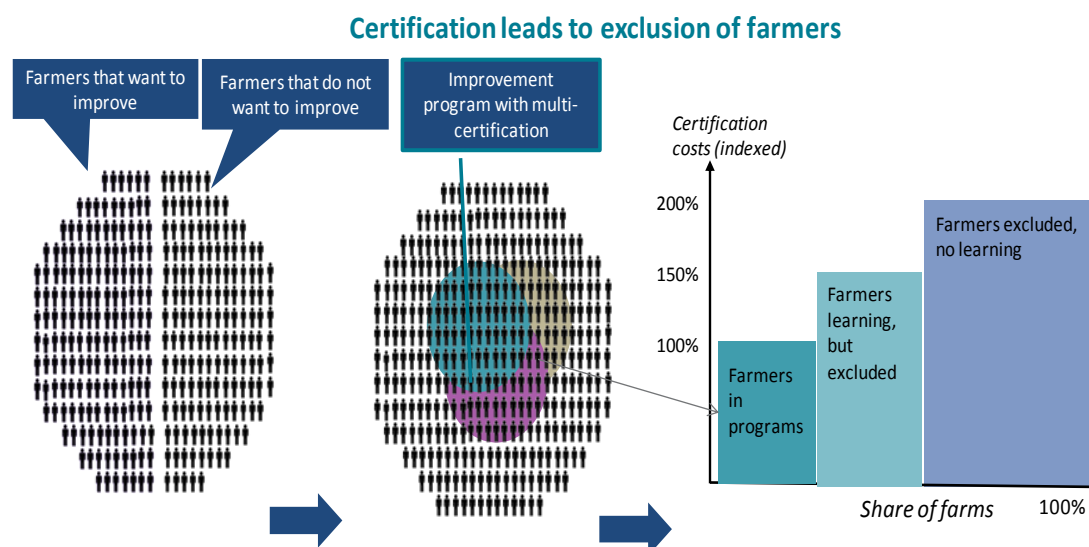 Certification leads to exclusion of farmers
Farmers that want to
improve
Farmers that do not
want to improve
Improvement
program with multi-
certification
Certification
costs (indexed)
200%
150%
100%
Farmers
in
programs
Farmers
learning,
but
excluded
Farmers excluded,
no learning
Share of farms
100%